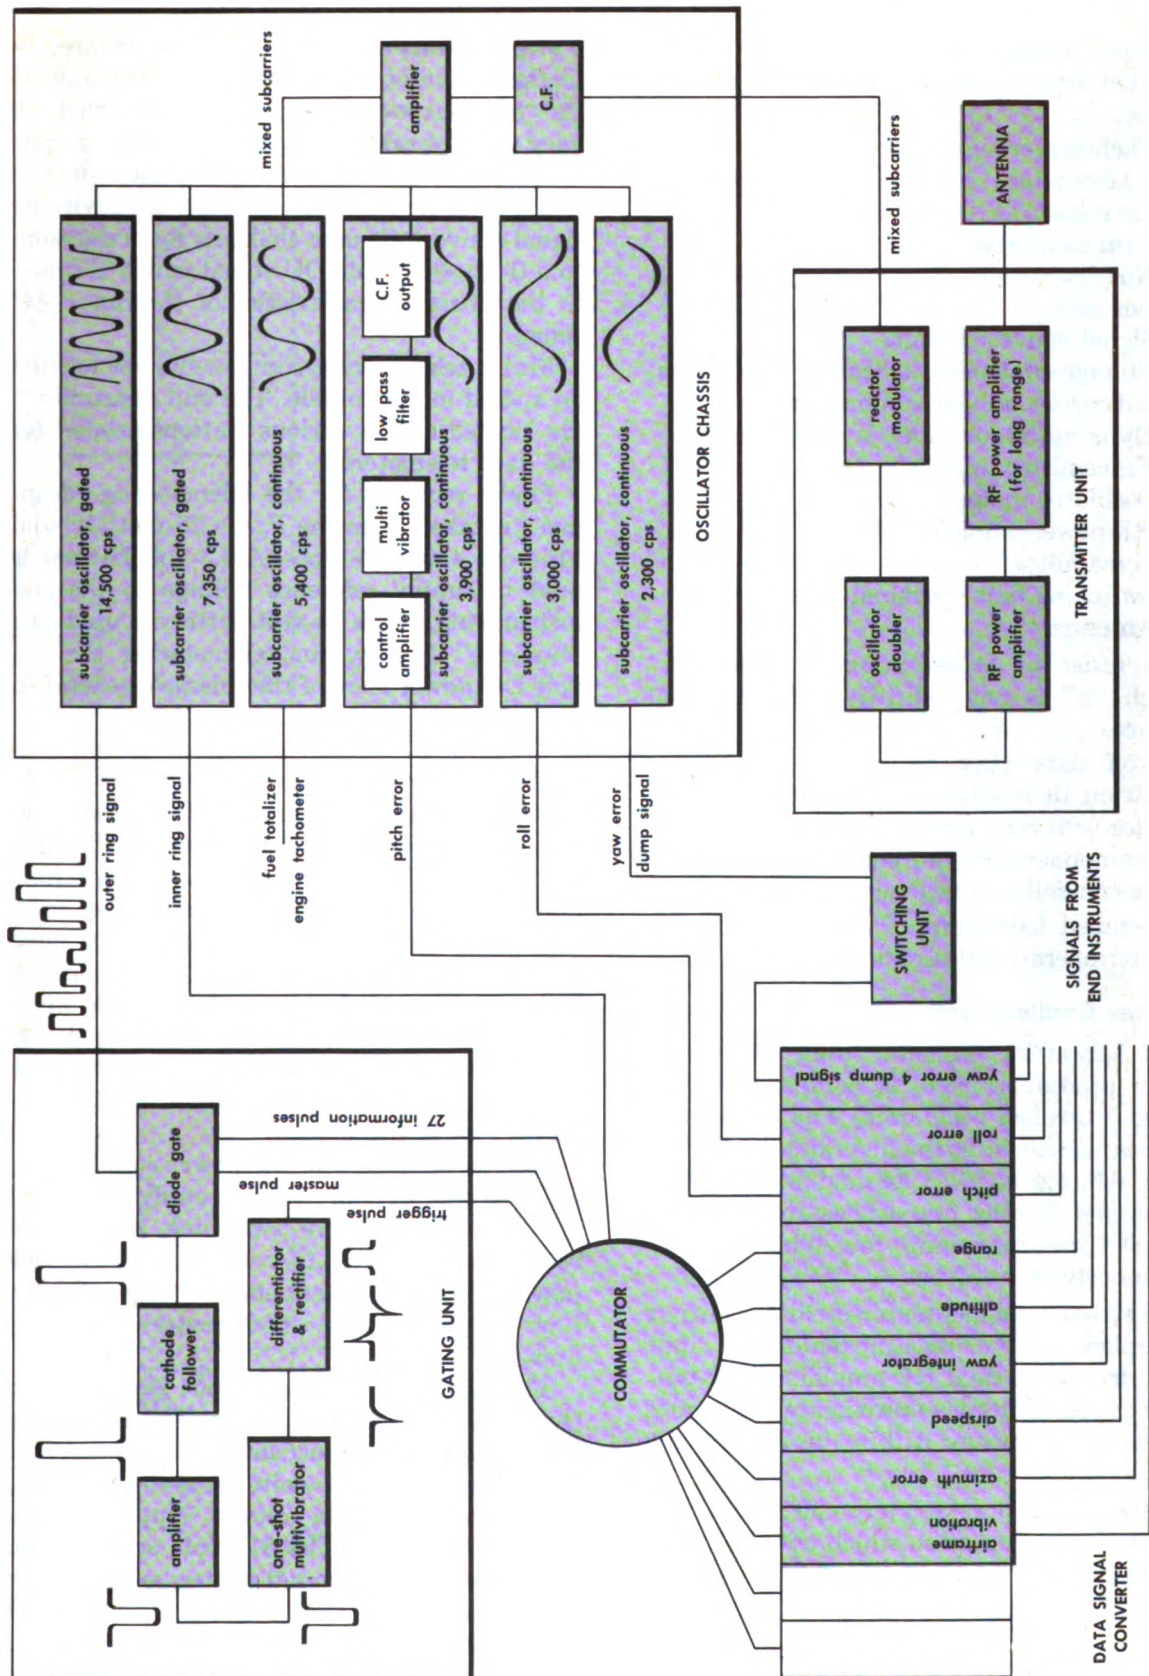 GATING UNIT
amplifier
cathode
follower
diode gate
one-shot
multivibrator
differentiator
& rectifier
trigger pulse
master pulse
27 information pulses
COMMUTATOR
outer ring signal
inner ring signal
fuel totalizer
engine tachometer
pitch error
roll error
yaw error
dump signal
subcarrier oscillator, gated
14,500 cps
subcarrier oscillator, gated
7,350 cps
subcarrier oscillator, continuous
5,400 cps
control
amplifier
multi
vibrator
low pass
filter
C.F.
output
subcarrier oscillator, continuous
3,900 cps
subcarrier oscillator, continuous
3,000 cps
subcarrier oscillator, continuous
2,300 cps
OSCILLATOR CHASSIS
mixed subcarriers
amplifier
C.F.
mixed subcarriers
SWITCHING
UNIT
oscillator
doubler
reactor
modulator
RF power
amplifier
RF power amplifier
(for long range)
TRANSMITTER UNIT
ANTENNA
airframe
vibration
azimuth error
airspeed
yaw integrator
altitude
range
pitch error
roll error
yaw error 4 dump signal
DATA SIGNAL
CONVERTER
SIGNALS FROM
END INSTRUMENTS